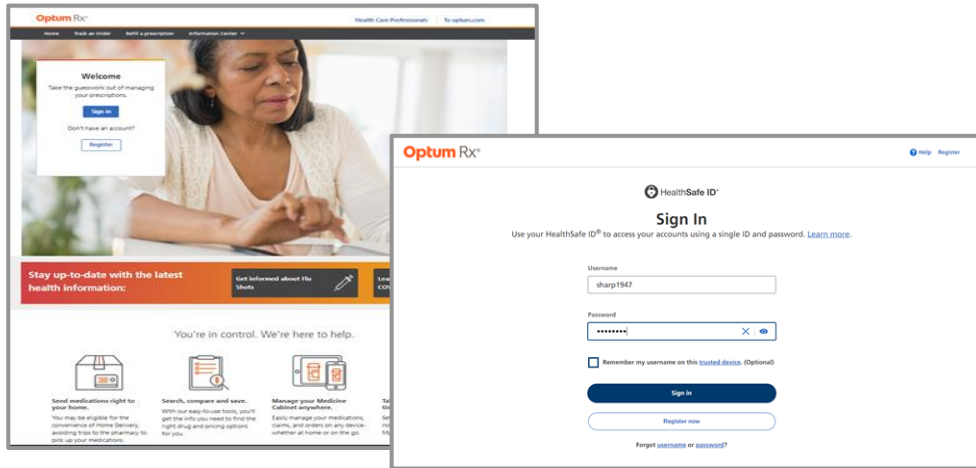 Optum Rx®
Health Care Professionals To optum.com
Home Track an Order Refill a prescription Information Center
Welcome
Take the guesswork out of managing
your prescriptions.
Sign in
Don't have an account?
Register
Stay up-to-date with the latest
health information:
Get informed about Flu
Shots
You're in control. We're here to help.
Send medications right to
your home.
You may be eligible for the
convenience of Home Delivery,
avoiding trips to the pharmacy to
pick up your medications.
Search, compare and save.
With our easy-to-use tools, you'll
get the info you need to find the
right drug and pricing options
for you.
Manage your Medicine
Cabinet anywhere.
Easily manage your medications,
claims, and orders on any device-
whether at home or on the go.
Optum Rx®
Help Register
HealthSafe ID®
Sign In
Use your HealthSafe ID® to access your accounts using a single ID and password. Learn more.
Username
sharp1947
Password
••••••••
Remember my username on this trusted device. (Optional)
Sign in
Register now
Forgot username or password?